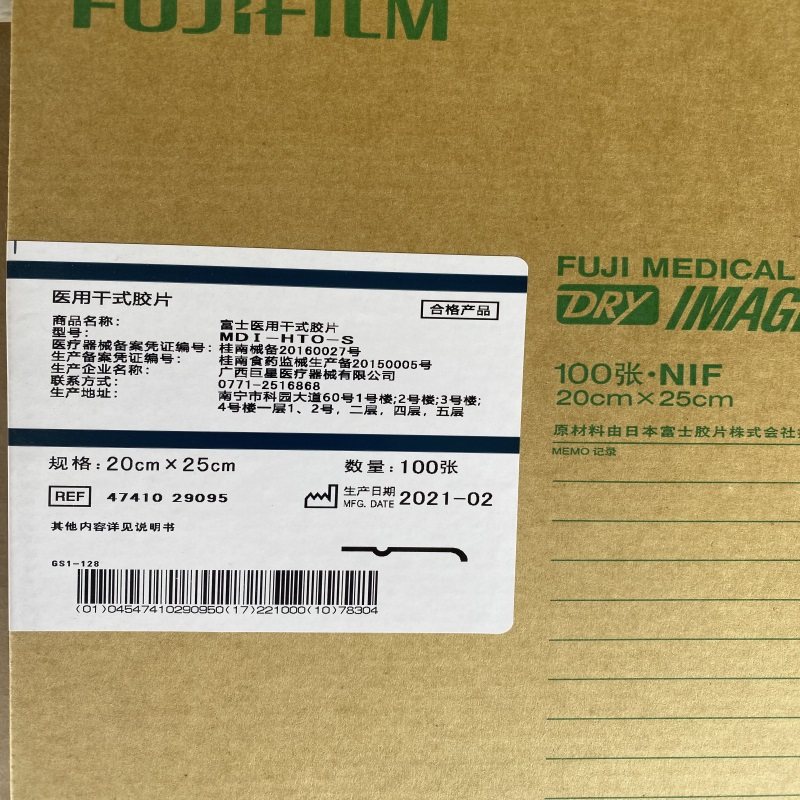 FUJIFILM
医用干式胶片
合格产品
商品名称： 富士医用干式胶片
型号： MDI-HTO-S
医疗器械备案凭证编号：桂南械备20160027号
生产备案凭证编号：桂南食药监械生产备20150005号
生产企业名称： 广西巨星医疗器械有限公司
联系方式： 0771-2516868
生产地址： 南宁市科园大道60号1号楼;2号楼;3号楼;
4号楼一层1、2号，二层，四层，五层
规格：20cm×25cm 数量：100张
REF 47410 29095
生产日期
MFG. DATE 2021-02
其他内容详见说明书
GS1-128
(01)04547410290950(17)221000(10)78304
FUJI MEDICAL
DRY IMAG
100张·NIF
20cm×25cm
原材料由日本富士胶片株式会社
MEMO 记录